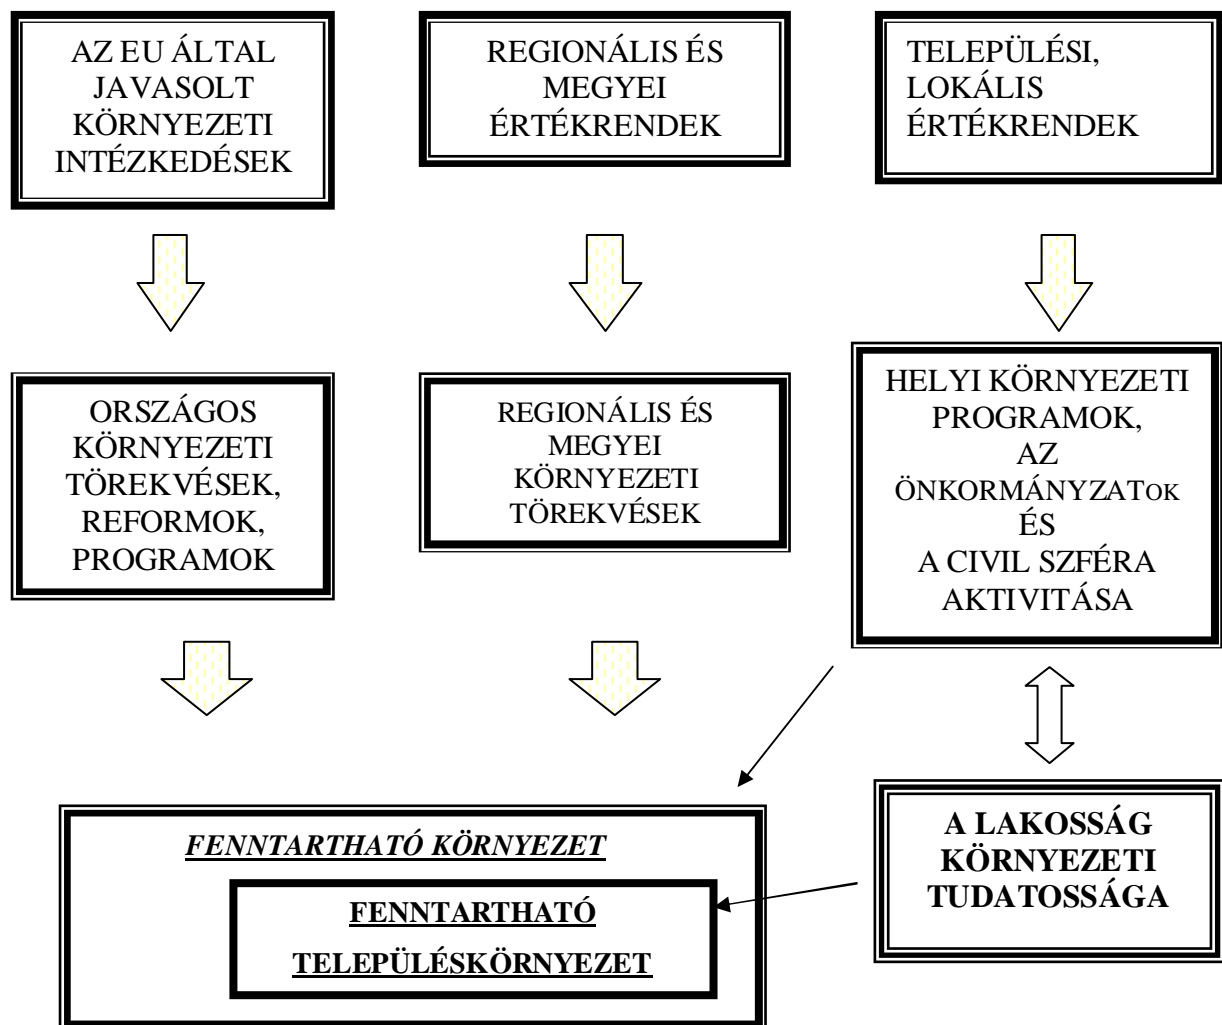 AZ EU ÁLTAL
JAVASOLT
KÖRNYEZETI
INTÉZKEDÉSEK
REGIONÁLIS ÉS
MEGYEI
ÉRTÉKRENDEK
TELEPÜLÉSI,
LOKÁLIS
ÉRTÉKRENDEK
ORSZÁGOS
KÖRNYEZETI
TÖREKVÉSEK,
REFORMOK,
PROGRAMOK
REGIONÁLIS ÉS
MEGYEI
KÖRNYEZETI
TÖREKVÉSEK
HELYI KÖRNYEZETI
PROGRAMOK,
AZ
ÖNKORMÁNYZATOK
ÉS
A CIVIL SZFÉRA
AKTIVITÁSA
FENNTARTHATÓ KÖRNYEZET
FENNTARTHATÓ
TELEPÜLÉSKÖRNYEZET
A LAKOSSÁG
KÖRNYEZETI
TUDATOSSÁGA